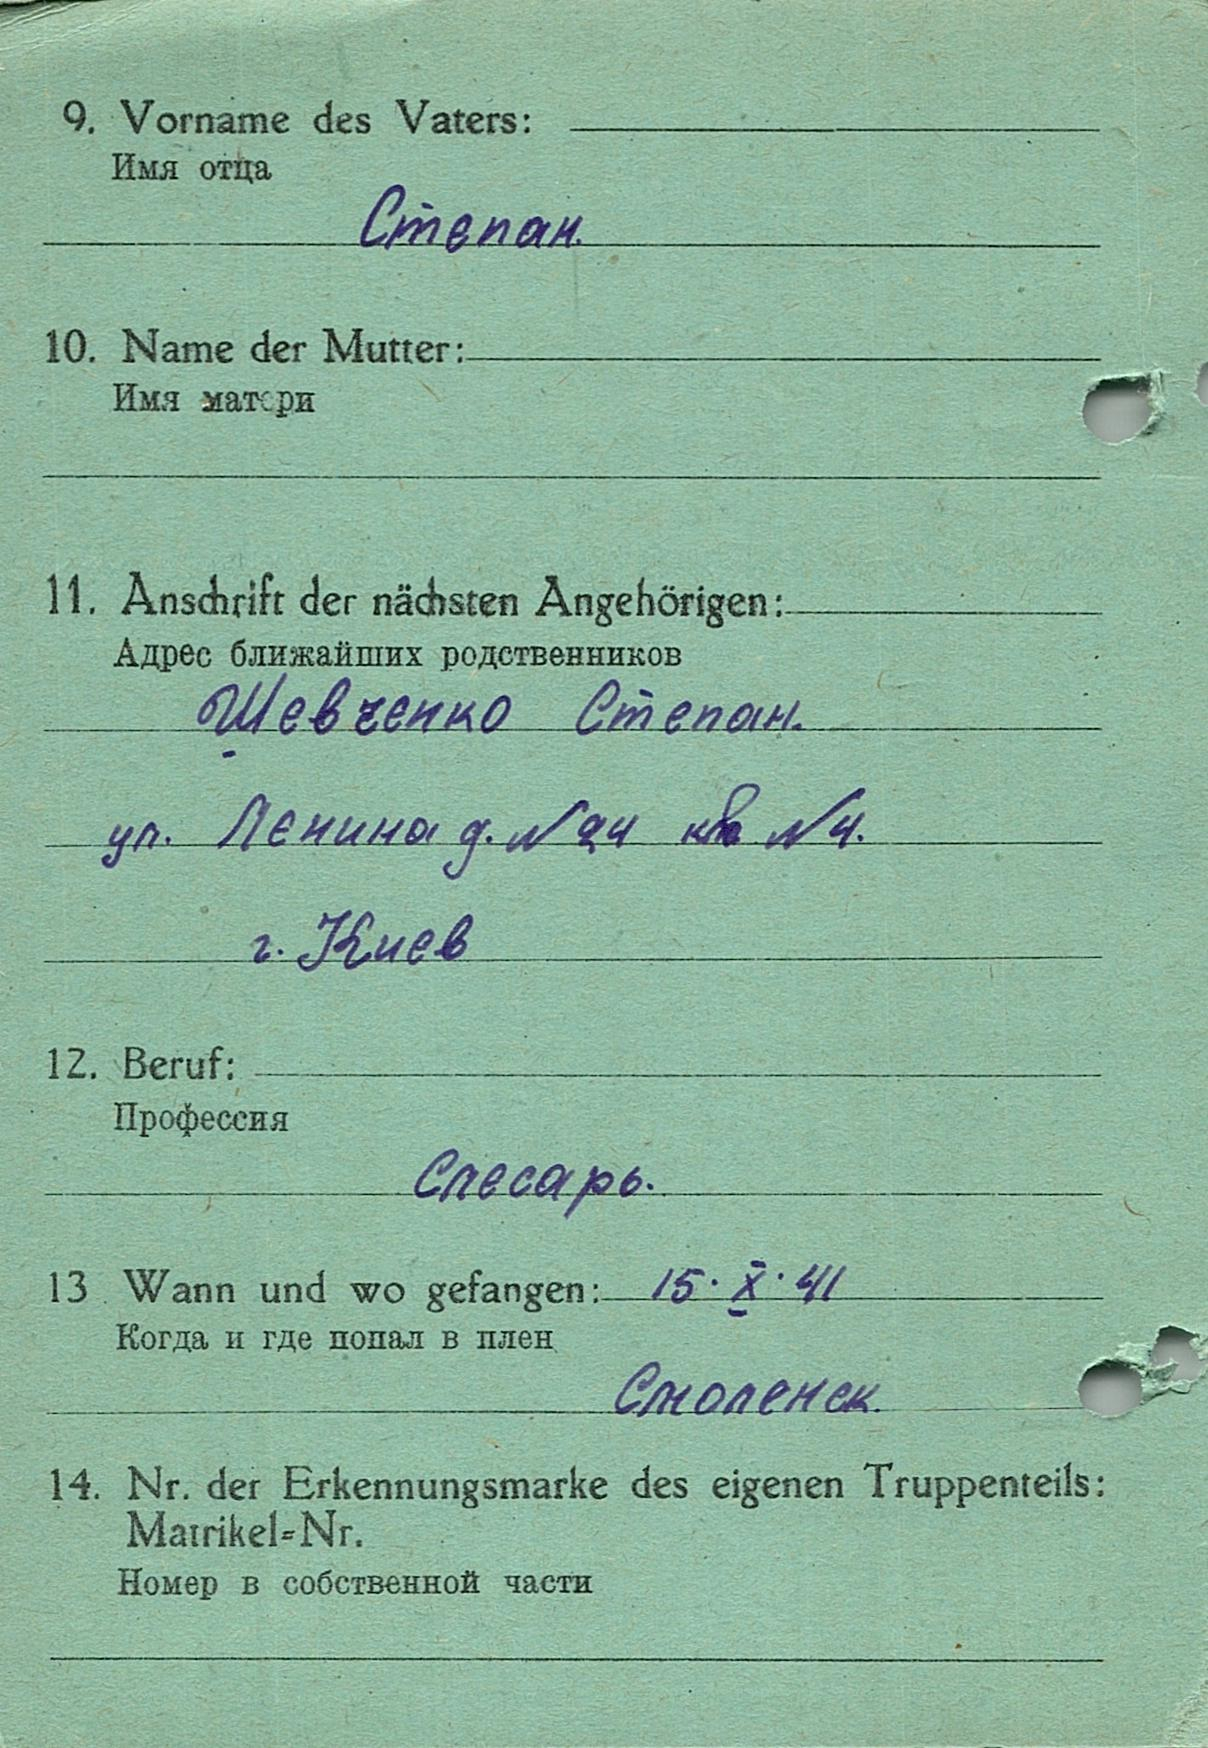 9. Vorname des Vaters:
Имя отца
Степан.
10. Name der Mutter:
Имя матери
11. Anschrift der nächsten Angehörigen:
Адрес ближайших родственников
Шевченко Степан.
ул. Ленина д. № 24 кв №4.
г. Киев
12. Beruf:
Профессия
Слесарь.
13 Wann und wo gefangen: 15. X. 41
Когда и где попал в плен
Смоленск.
14. Nr. der Erkennungsmarke des eigenen Truppenteils:
Matrikel=Nr.
Номер в собственной части